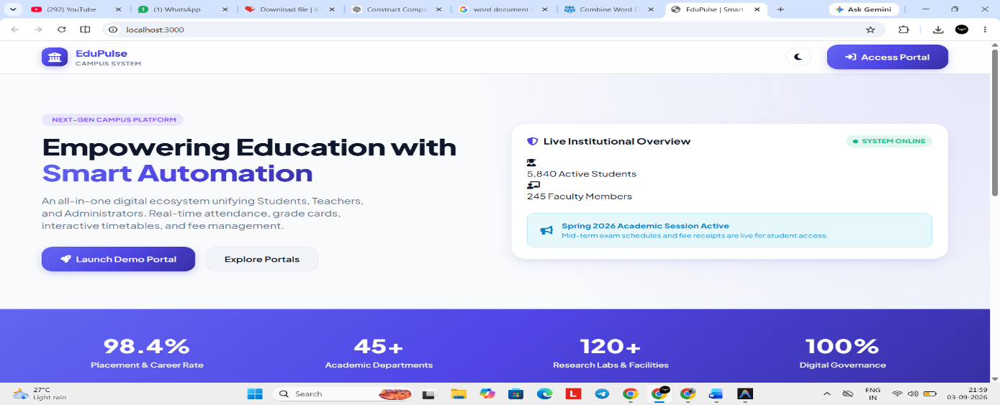 (292) YouTube
(1) WhatsApp
Download file | iL
Construct Compil
word document r
Combine Word
EduPulse | Smart
Ask Gemini
localhost:3000
EduPulse
CAMPUS SYSTEM
Access Portal
NEXT-GEN CAMPUS PLATFORM
Empowering Education with
Smart Automation
An all-in-one digital ecosystem unifying Students, Teachers,
and Administrators. Real-time attendance, grade cards,
interactive timetables, and fee management.
Launch Demo Portal
Explore Portals
Live Institutional Overview
SYSTEM ONLINE
5,840 Active Students
245 Faculty Members
Spring 2026 Academic Session Active
Mid-term exam schedules and fee receipts are live for student access.
98.4%
Placement & Career Rate
45+
Academic Departments
120+
Research Labs & Facilities
100%
Digital Governance
27°C
Light rain
Search
ENG
IN
21:59
03-09-2026